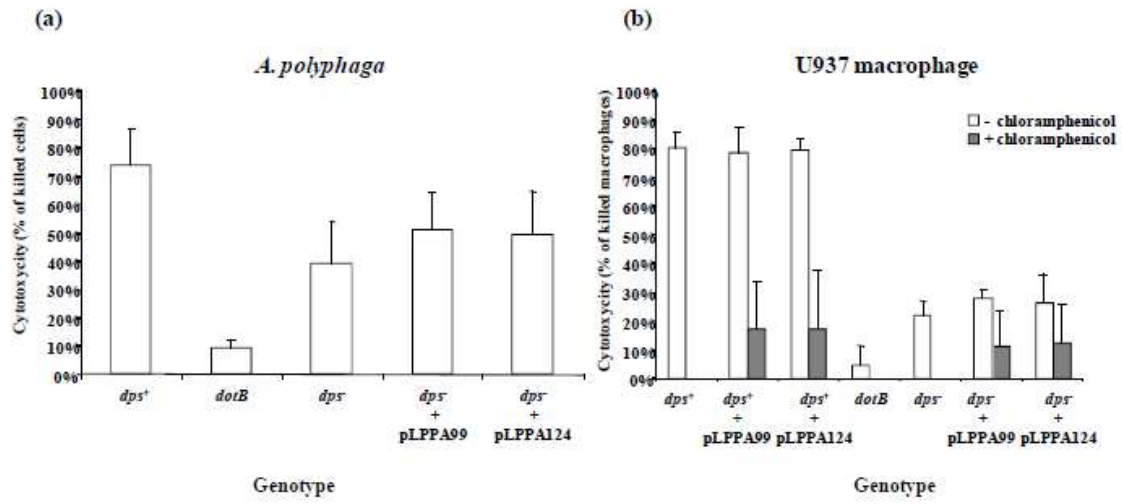 (a)
A. polyphaga
Cytotoxycity (% of killed cells)
100%
90%
80%
70%
60%
50%
40%
30%
20%
10%
0%
dps⁺ dotB dps⁻ dps⁻ dps⁻
+ +
pLPPA99 pLPPA124
Genotype
(b)
U937 macrophage
- chloramphenicol
+ chloramphenicol
Cytotoxycity (% of killed macrophages)
100%
90%
80%
70%
60%
50%
40%
30%
20%
10%
0%
dps⁺ dps⁺ dps⁺ dotB dps⁻ dps⁻ dps⁻
+ + + +
pLPPA99 pLPPA124 pLPPA99 pLPPA124
Genotype